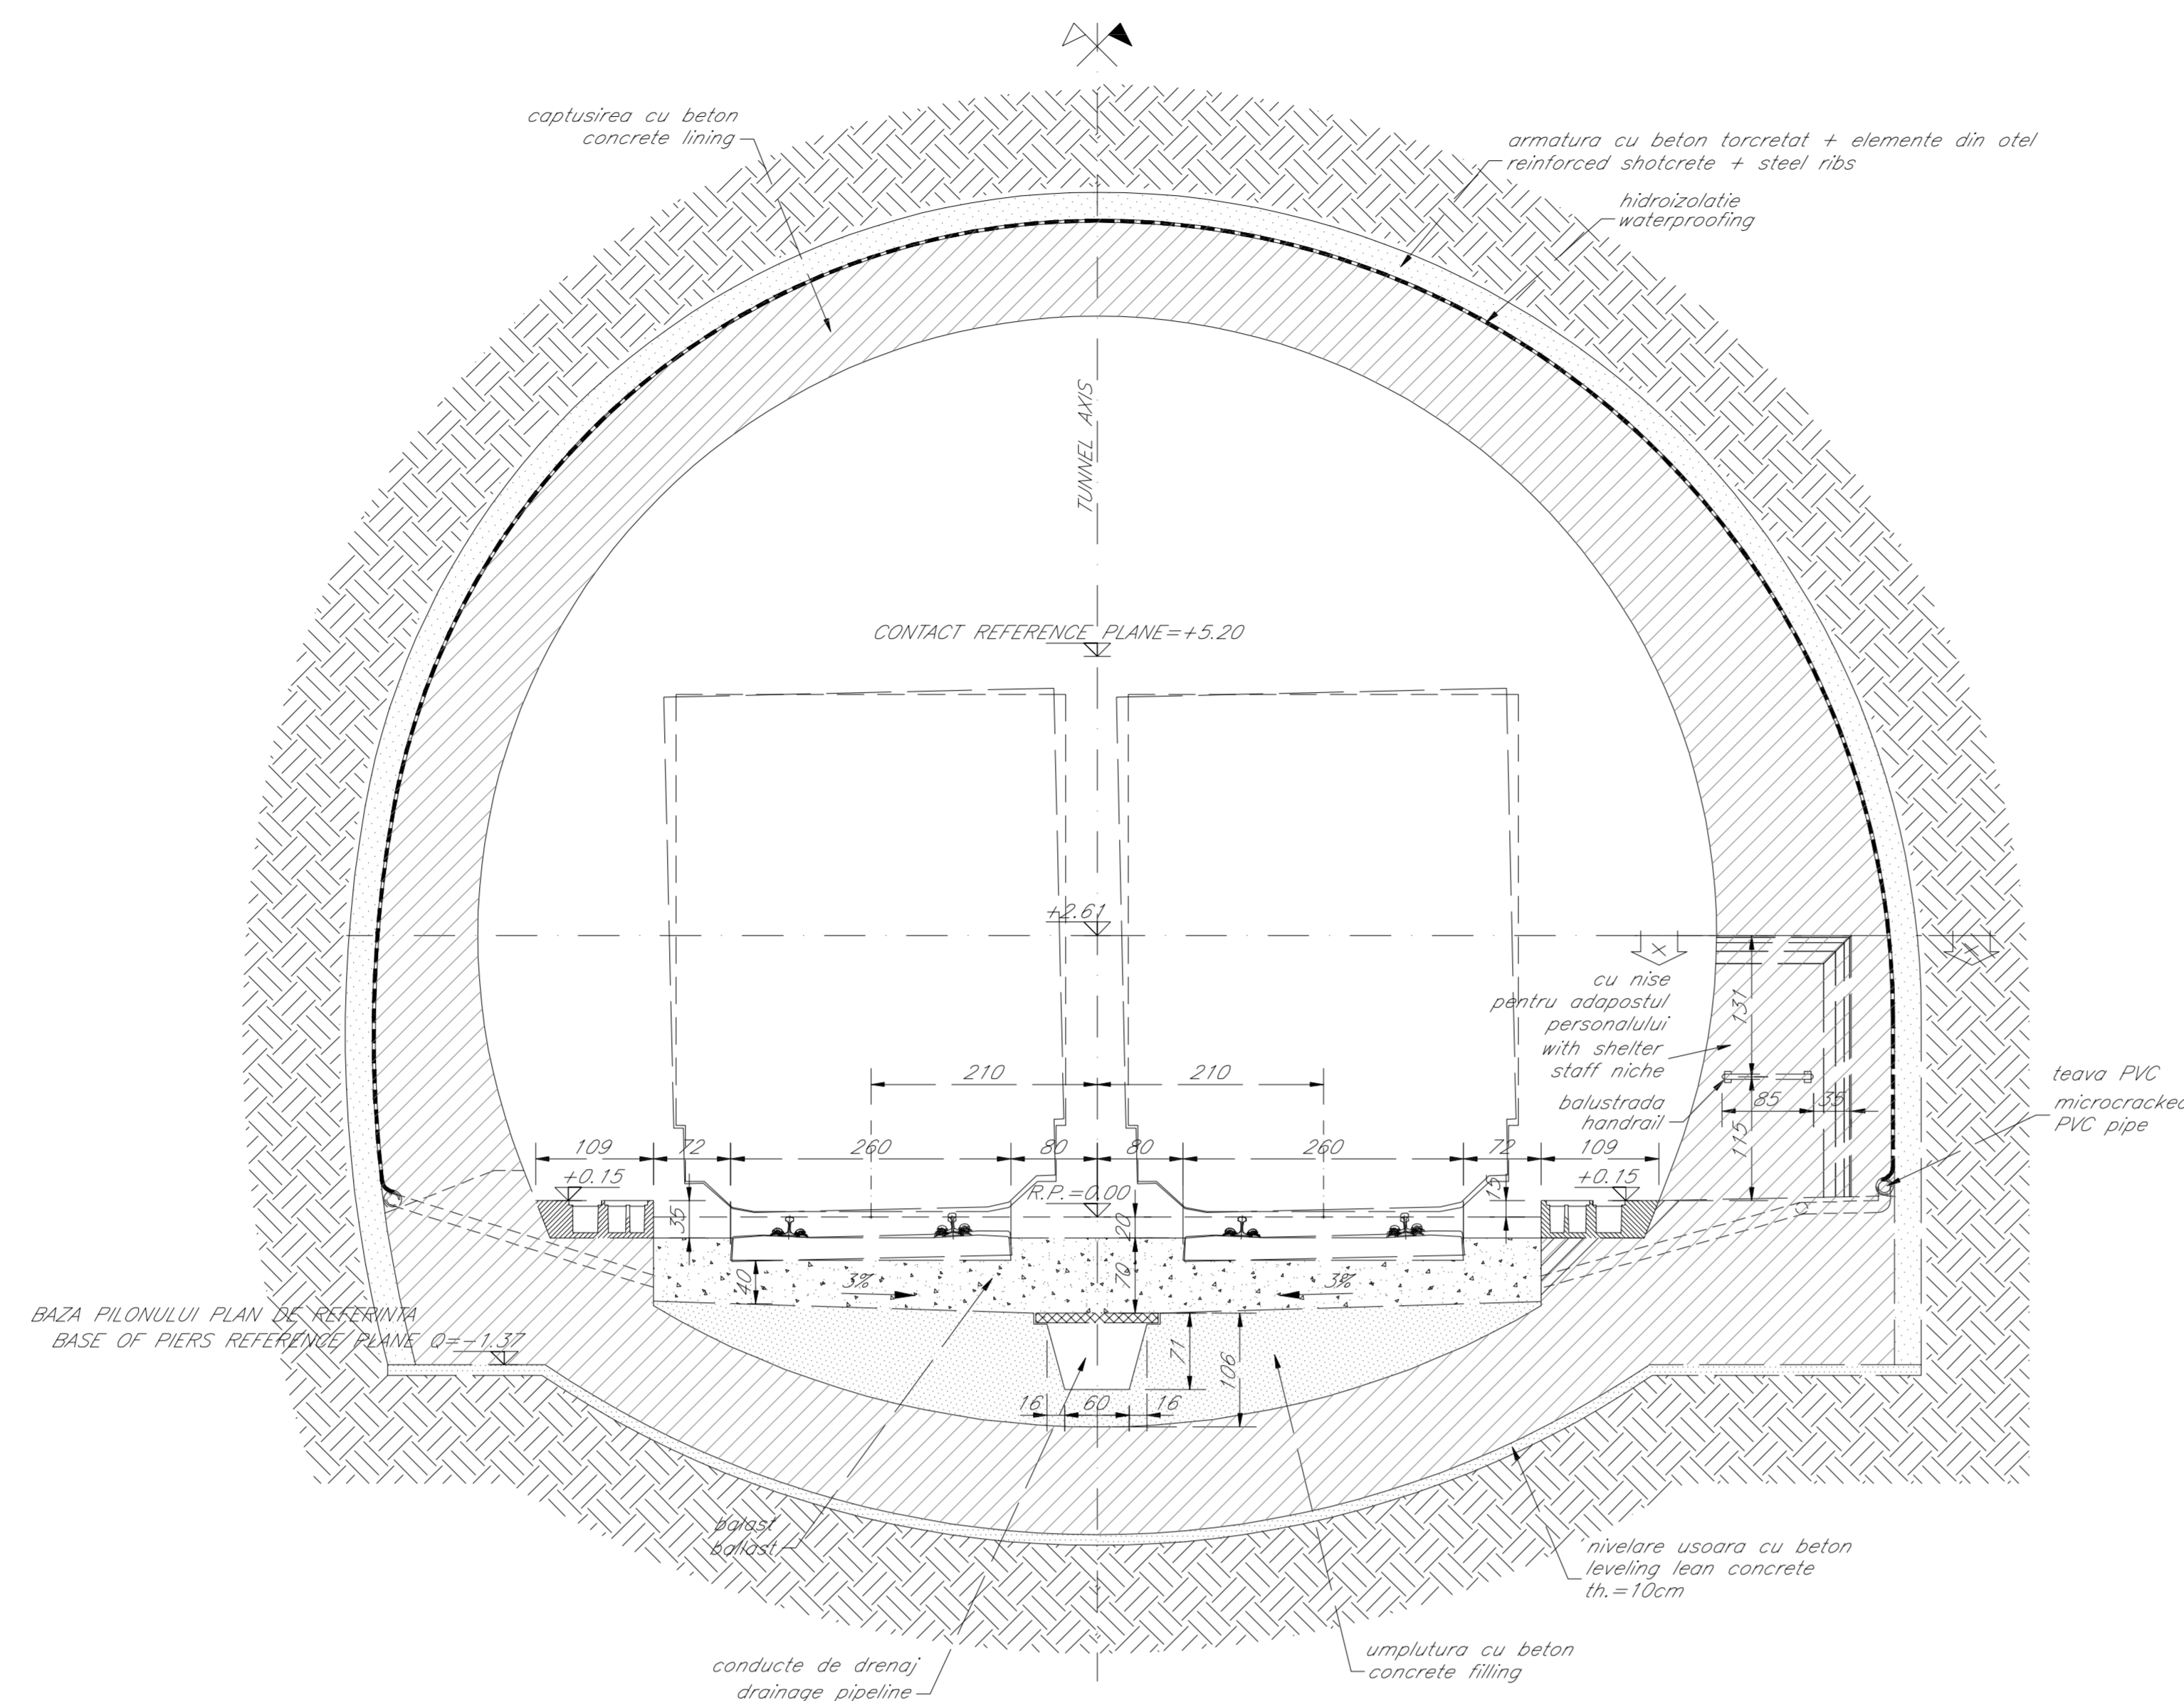 captusirea cu beton
concrete lining
armatura cu beton torcretat + elemente din otel
reinforced shotcrete + steel ribs
hidroizolatie
waterproofing
TUNNEL AXIS
CONTACT REFERENCE PLANE=+5.20
+2.61
X
X
cu nise
pentru adapostul
personalului
with shelter
staff niche
131
balustrada
handrail
85
35
115
teava PVC
microcracked
PVC pipe
210
210
109
72
260
80
80
260
72
109
+0.15
R.P.=0.00
15
+0.15
35
20
40
3%
70
3%
BAZA PILONULUI PLAN DE REFERINTA
BASE OF PIERS REFERENCE PLANE Q=-1.37
71
106
16
60
16
balast
ballast
nivelare usoara cu beton
leveling lean concrete
th.=10cm
umplutura cu beton
concrete filling
conducte de drenaj
drainage pipeline